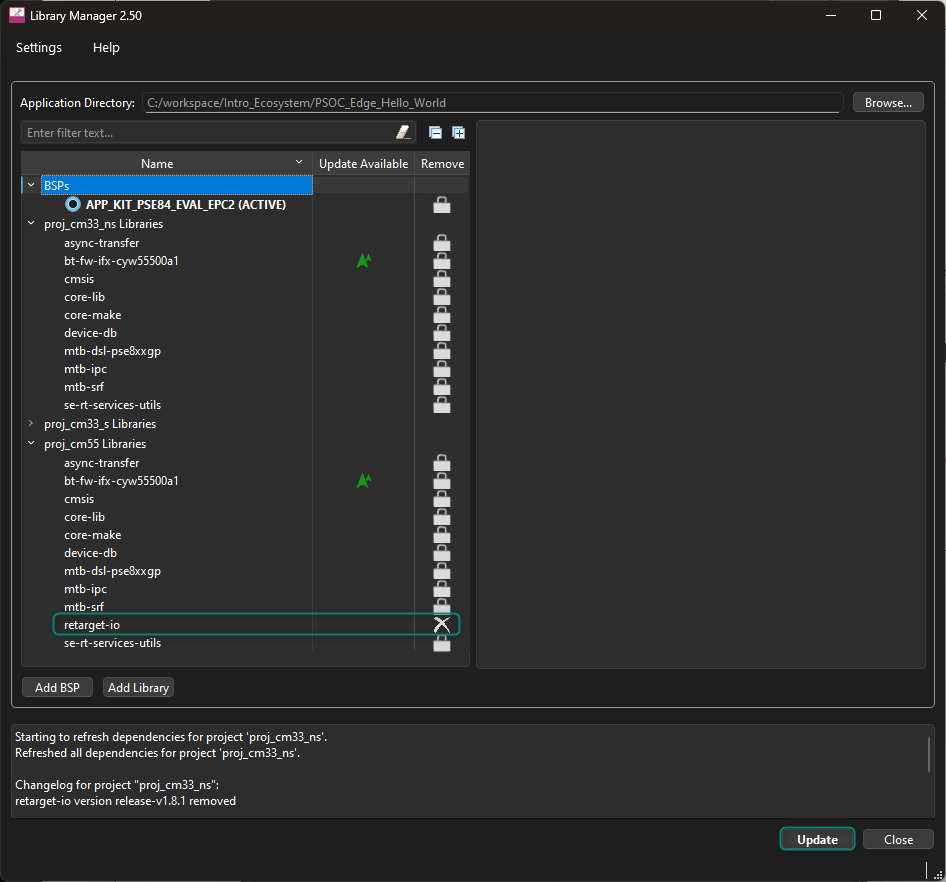 Library Manager 2.50
Settings Help
Application Directory: C:/workspace/Intro_Ecosystem/PSOC_Edge_Hello_World Browse...
Enter filter text...
Name Update Available Remove
BSPs
APP_KIT_PSE84_EVAL_EPC2 (ACTIVE)
proj_cm33_ns Libraries
async-transfer
bt-fw-ifx-cyw55500a1
cmsis
core-lib
core-make
device-db
mtb-dsl-pse8xxgp
mtb-ipc
mtb-srf
se-rt-services-utils
proj_cm33_s Libraries
proj_cm55 Libraries
async-transfer
bt-fw-ifx-cyw55500a1
cmsis
core-lib
core-make
device-db
mtb-dsl-pse8xxgp
mtb-ipc
mtb-srf
retarget-io
se-rt-services-utils
Add BSP Add Library
Starting to refresh dependencies for project 'proj_cm33_ns'.
Refreshed all dependencies for project 'proj_cm33_ns'.
Changelog for project "proj_cm33_ns":
retarget-io version release-v1.8.1 removed
Update Close